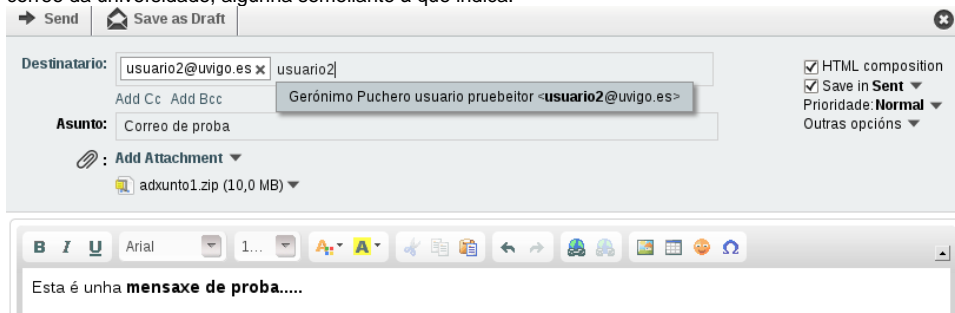 correo da universidade, algunha semellante á que indica:
Send Save as Draft
Destinatario: usuario2@uvigo.es x usuario2
HTML composition
Gerónimo Puchero usuario pruebeitor <usuario2@uvigo.es>
Save in Sent
Add Cc Add Bcc
Prioridade: Normal
Asunto: Correo de proba
Outras opcións
: Add Attachment
adxunto1.zip (10,0 MB)
B I U Arial 1... A A Ω
Esta é unha mensaxe de proba.....